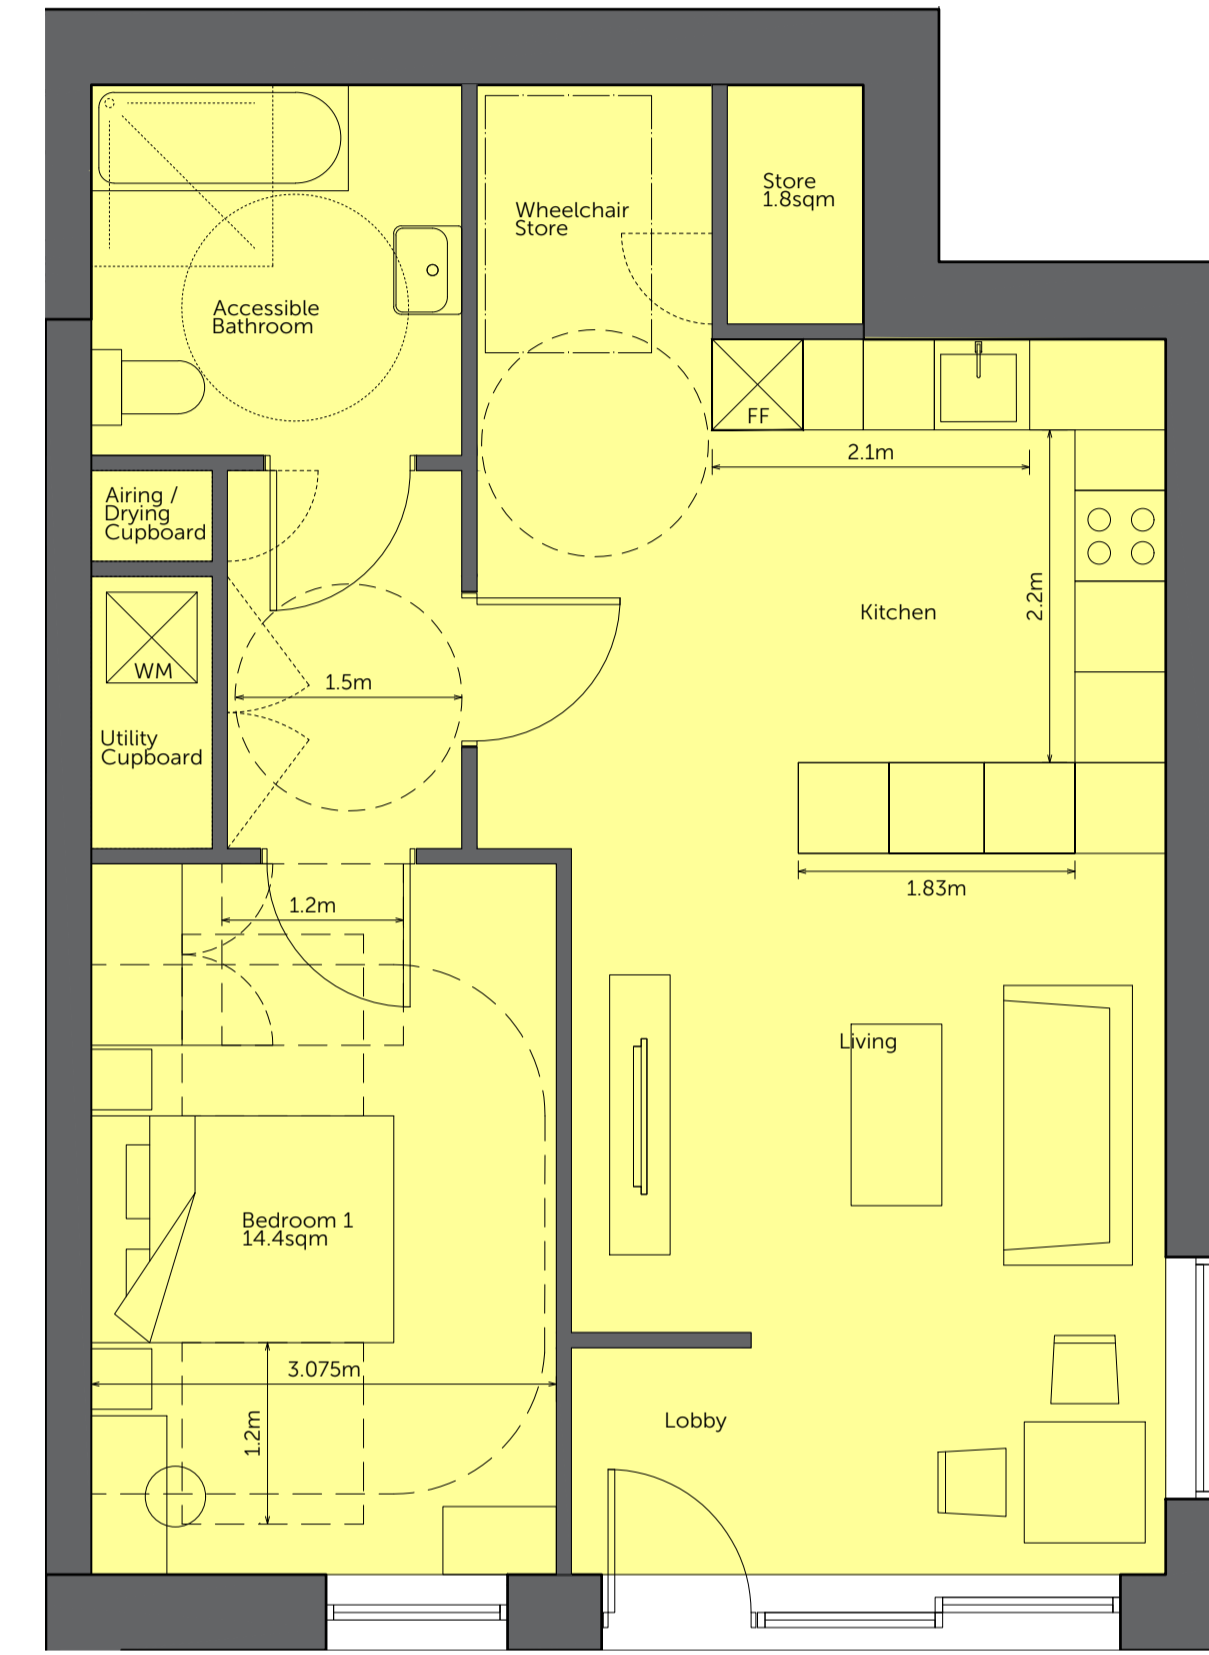 Store
1.8sqm
Wheelchair
Store
Accessible
Bathroom
FF
2.1m
Airing /
Drying
Cupboard
2.2m
Kitchen
WM
1.5m
Utility
Cupboard
1.83m
1.2m
Living
Bedroom 1
14.4sqm
3.075m
1.2m
Lobby